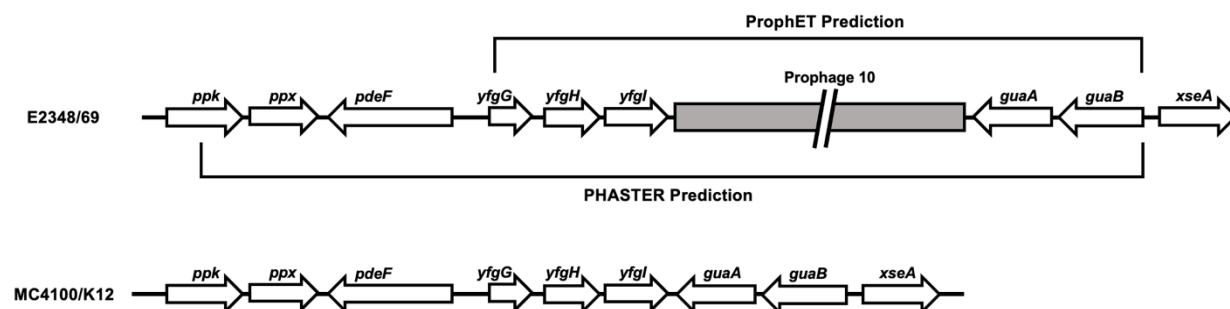 ProphET Prediction
Prophage 10
ppk ppx pdeF yfgG yfgH yfgI guaA guaB xseA
E2348/69
PHASTER Prediction
ppk ppx pdeF yfgG yfgH yfgI guaA guaB xseA
MC4100/K12